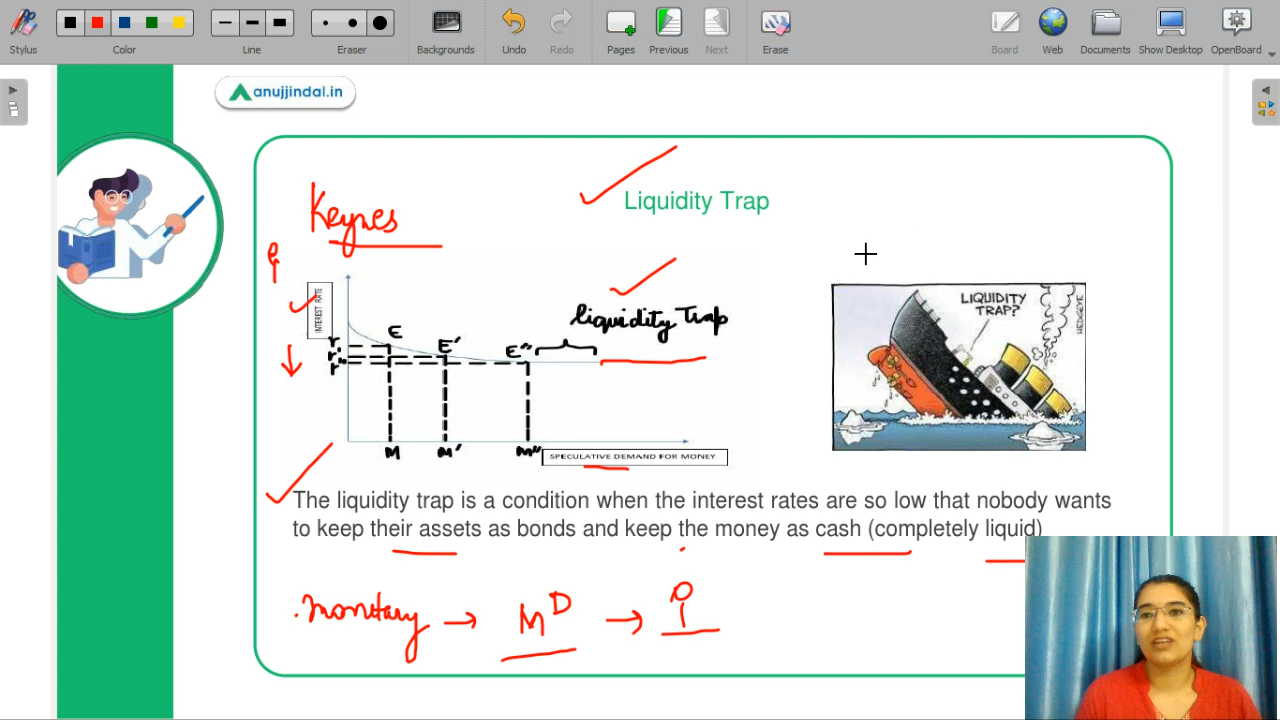 Stylus
Color
Line
Eraser
Backgrounds
Undo
Redo
Pages
Previous
Next
Erase
Board
Web
Documents
Show Desktop
OpenBoard
anujjindal.in
Liquidity Trap
Keynes
INTEREST RATE
liquidity Trap
E
E'
E"
r
r'
r"
M
M'
M"
SPECULATIVE DEMAND FOR MONEY
LIQUIDITY
TRAP?
HEDGEYE
The liquidity trap is a condition when the interest rates are so low that nobody wants
to keep their assets as bonds and keep the money as cash (completely liquid)
Monetary → M^D → i